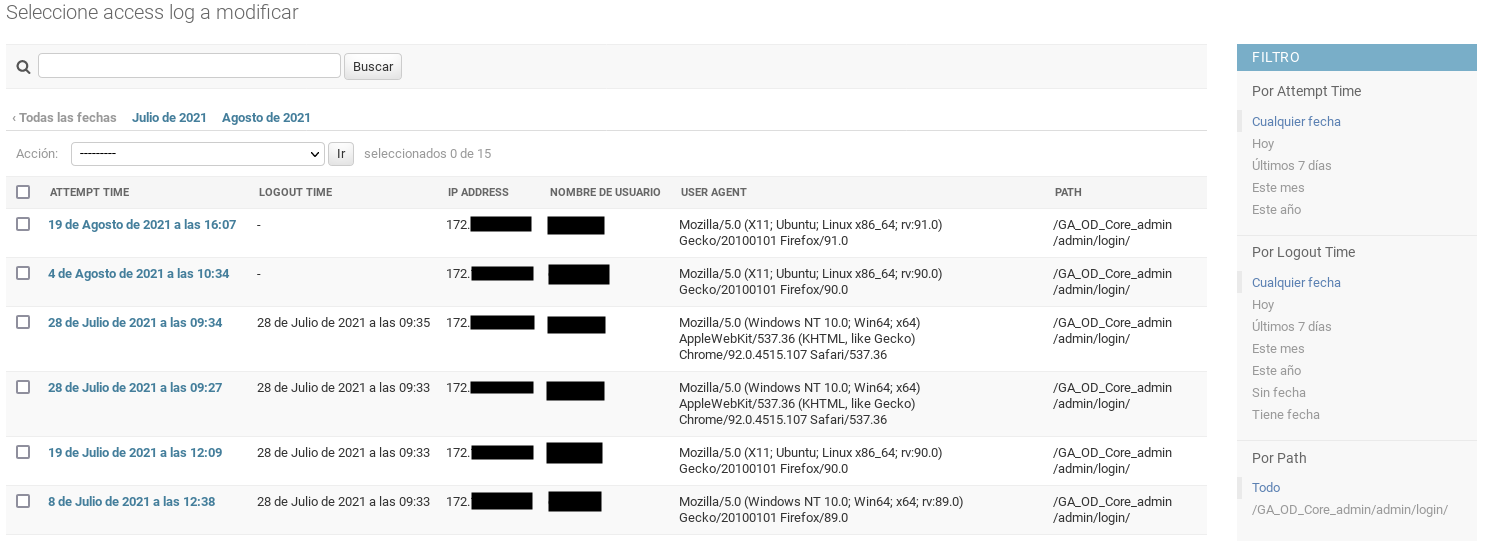 Seleccione access log a modificar
Buscar
‹ Todas las fechas Julio de 2021 Agosto de 2021
Acción: --------- Ir seleccionados 0 de 15
ATTEMPT TIME LOGOUT TIME IP ADDRESS NOMBRE DE USUARIO USER AGENT PATH
19 de Agosto de 2021 a las 16:07 - 172. Mozilla/5.0 (X11; Ubuntu; Linux x86_64; rv:91.0) /GA_OD_Core_admin
Gecko/20100101 Firefox/91.0 /admin/login/
4 de Agosto de 2021 a las 10:34 - 172. Mozilla/5.0 (X11; Ubuntu; Linux x86_64; rv:90.0) /GA_OD_Core_admin
Gecko/20100101 Firefox/90.0 /admin/login/
28 de Julio de 2021 a las 09:34 28 de Julio de 2021 a las 09:35 172. Mozilla/5.0 (Windows NT 10.0; Win64; x64) /GA_OD_Core_admin
AppleWebKit/537.36 (KHTML, like Gecko) /admin/login/
Chrome/92.0.4515.107 Safari/537.36
28 de Julio de 2021 a las 09:27 28 de Julio de 2021 a las 09:33 172. Mozilla/5.0 (Windows NT 10.0; Win64; x64) /GA_OD_Core_admin
AppleWebKit/537.36 (KHTML, like Gecko) /admin/login/
Chrome/92.0.4515.107 Safari/537.36
19 de Julio de 2021 a las 12:09 28 de Julio de 2021 a las 09:33 172. Mozilla/5.0 (X11; Ubuntu; Linux x86_64; rv:90.0) /GA_OD_Core_admin
Gecko/20100101 Firefox/90.0 /admin/login/
8 de Julio de 2021 a las 12:38 28 de Julio de 2021 a las 09:33 172. Mozilla/5.0 (Windows NT 10.0; Win64; x64; rv:89.0) /GA_OD_Core_admin
Gecko/20100101 Firefox/89.0 /admin/login/
FILTRO
Por Attempt Time
Cualquier fecha
Hoy
Últimos 7 días
Este mes
Este año
Por Logout Time
Cualquier fecha
Hoy
Últimos 7 días
Este mes
Este año
Sin fecha
Tiene fecha
Por Path
Todo
/GA_OD_Core_admin/admin/login/